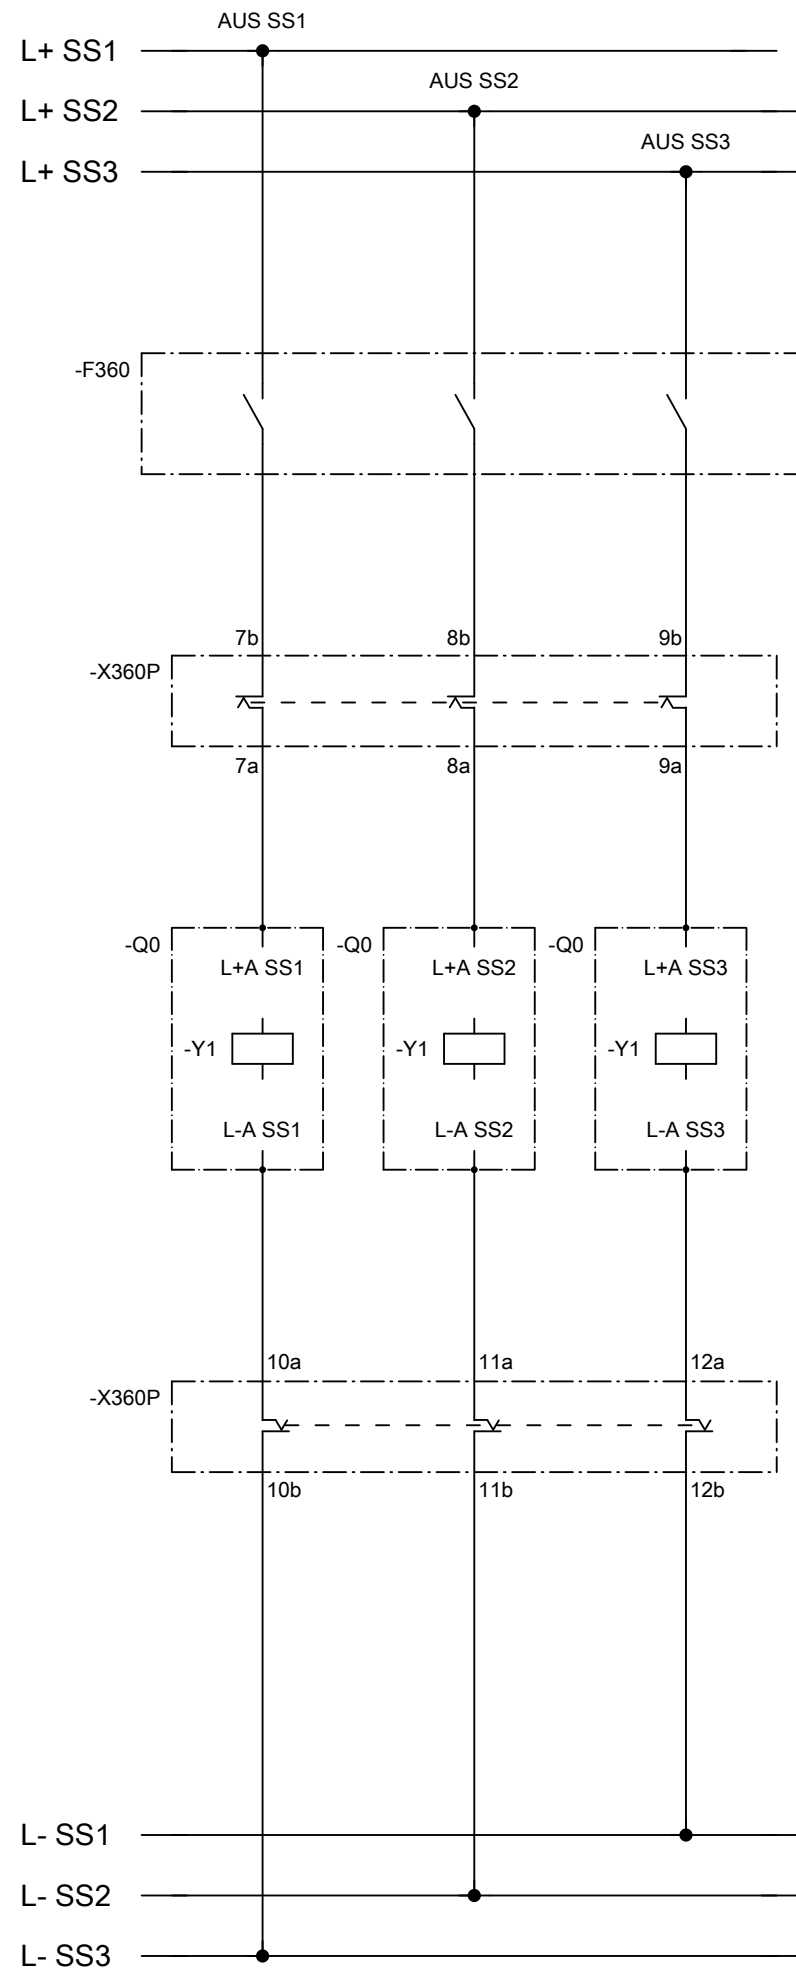 AUS SS1
L+ SS1
AUS SS2
L+ SS2
AUS SS3
L+ SS3
-F360
7b 8b 9b
-X360P
7a 8a 9a
-Q0 -Q0 -Q0
L+A SS1 L+A SS2 L+A SS3
-Y1 -Y1 -Y1
L-A SS1 L-A SS2 L-A SS3
10a 11a 12a
-X360P
10b 11b 12b
L- SS1
L- SS2
L- SS3